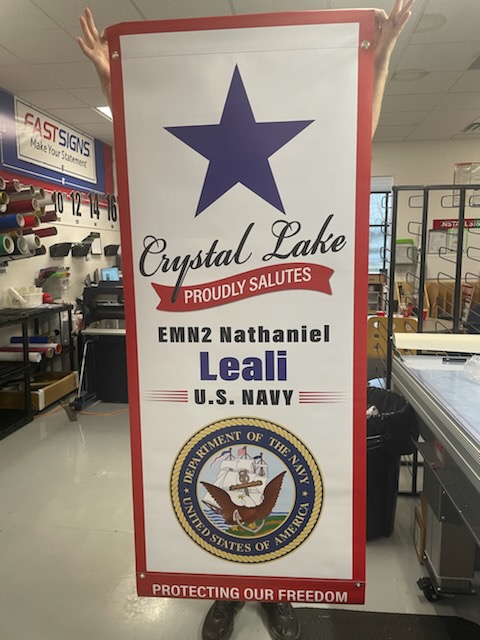 FASTSIGNS
Make Your Statement
10 12 14 16
Crystal Lake
PROUDLY SALUTES
EMN2 Nathaniel
Leali
U.S. NAVY
DEPARTMENT OF THE NAVY
UNITED STATES OF AMERICA
PROTECTING OUR FREEDOM